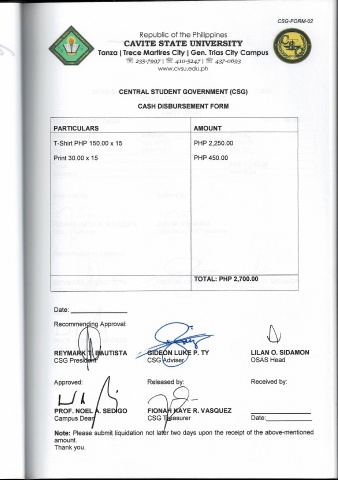 CSG-FORM-02
Republic of the Philippines
CAVITE STATE UNIVERSITY
Tanza | Trece Martires City | Gen. Trias City Campus
☏ 235-7997 | ☏ 410-5247 | ☏ 437-0693
www.cvsu.edu.ph
CENTRAL STUDENT GOVERNMENT (CSG)
CASH DISBURSEMENT FORM
PARTICULARS AMOUNT
T-Shirt PHP 150.00 x 15 PHP 2,250.00
Print 30.00 x 15 PHP 450.00
TOTAL: PHP 2,700.00
Date:
Recommending Approval:
REYMARK T. BAUTISTA GIDEON LUKE P. TY LILAN O. SIDAMON
CSG President CSG Adviser OSAS Head
Approved: Released by: Received by:
PROF. NOEL A. SEDIGO FIONAH KAYE R. VASQUEZ
Campus Dean CSG Treasurer Date:
Note: Please submit liquidation not later two days upon the receipt of the above-mentioned
amount.
Thank you.